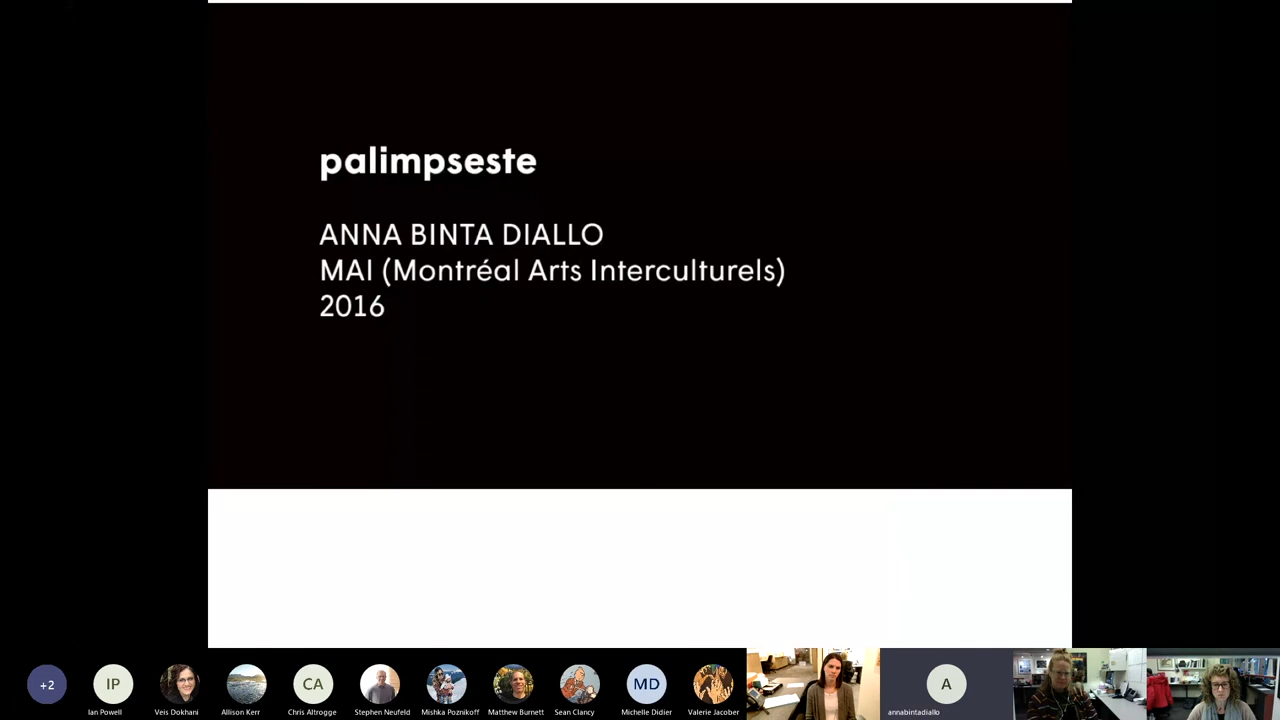 palimpseste
ANNA BINTA DIALLO
MAI (Montréal Arts Interculturels)
2016
+2
IP
CA
MD
A
Ian Powell
Veis Dokhani
Allison Kerr
Chris Altrogge
Stephen Neufeld
Mishka Poznikoff
Matthew Burnett
Sean Clancy
Michelle Didier
Valerie Jacober
annabintadiallo